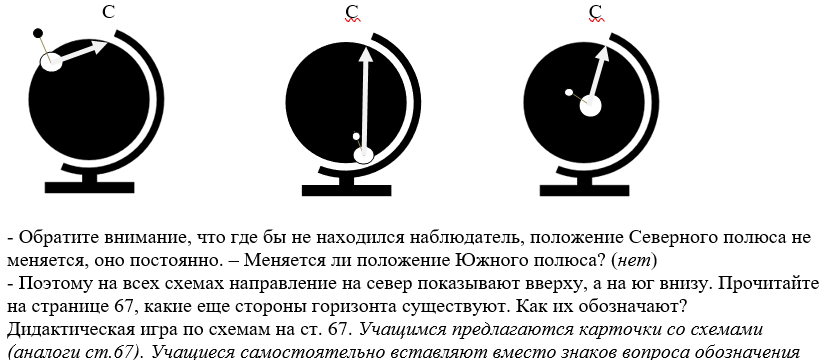 С С С
- Обратите внимание, что где бы не находился наблюдатель, положение Северного полюса не
меняется, оно постоянно. – Меняется ли положение Южного полюса? (нет)
- Поэтому на всех схемах направление на север показывают вверху, а на юг внизу. Прочитайте
на странице 67, какие еще стороны горизонта существуют. Как их обозначают?
Дидактическая игра по схемам на ст. 67. Учащимся предлагаются карточки со схемами
(аналоги ст.67). Учащиеся самостоятельно вставляют вместо знаков вопроса обозначения